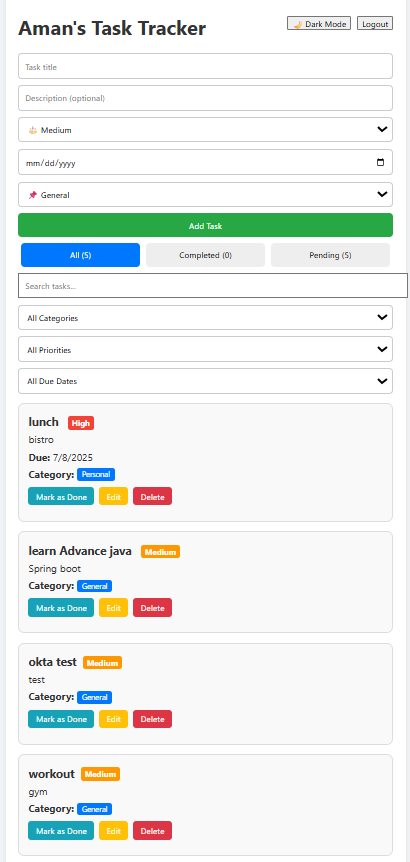 Aman's Task Tracker
🌙 Dark Mode Logout
Task title
Description (optional)
Medium
mm/dd/yyyy
📌 General
Add Task
All (5) Completed (0) Pending (5)
Search tasks...
All Categories
All Priorities
All Due Dates
lunch High
bistro
Due: 7/8/2025
Category: Personal
Mark as Done Edit Delete
learn Advance java Medium
Spring boot
Category: General
Mark as Done Edit Delete
okta test Medium
test
Category: General
Mark as Done Edit Delete
workout Medium
gym
Category: General
Mark as Done Edit Delete